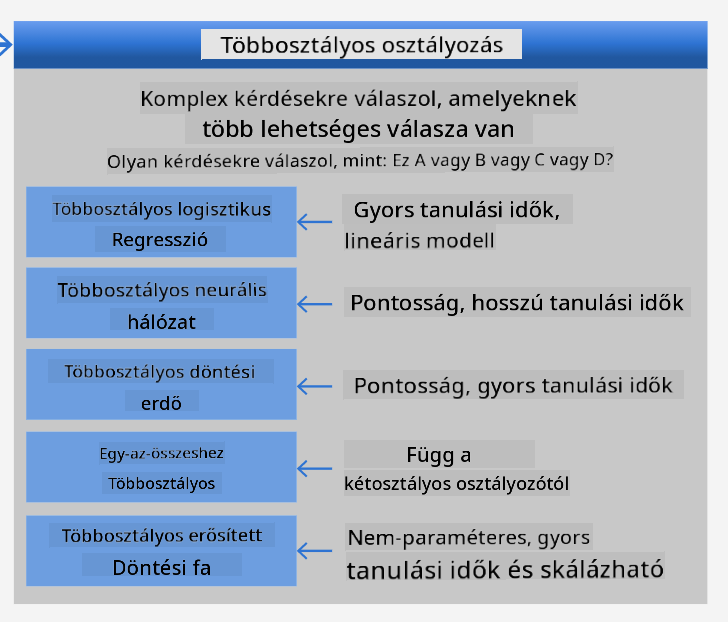 Többosztályos osztályozás
Komplex kérdésekre válaszol, amelyeknek
több lehetséges válasza van
Olyan kérdésekre válaszol, mint: Ez A vagy B vagy C vagy D?
Többosztályos logisztikus
Regresszió
Gyors tanulási idők,
lineáris modell
Többosztályos neurális
hálózat
Pontosság, hosszú tanulási idők
Többosztályos döntési
erdő
Pontosság, gyors tanulási idők
Egy-az-összeshez
Többosztályos
Függ a
kétosztályos osztályozótól
Többosztályos erősített
Döntési fa
Nem-paraméteres, gyors
tanulási idők és skálázható